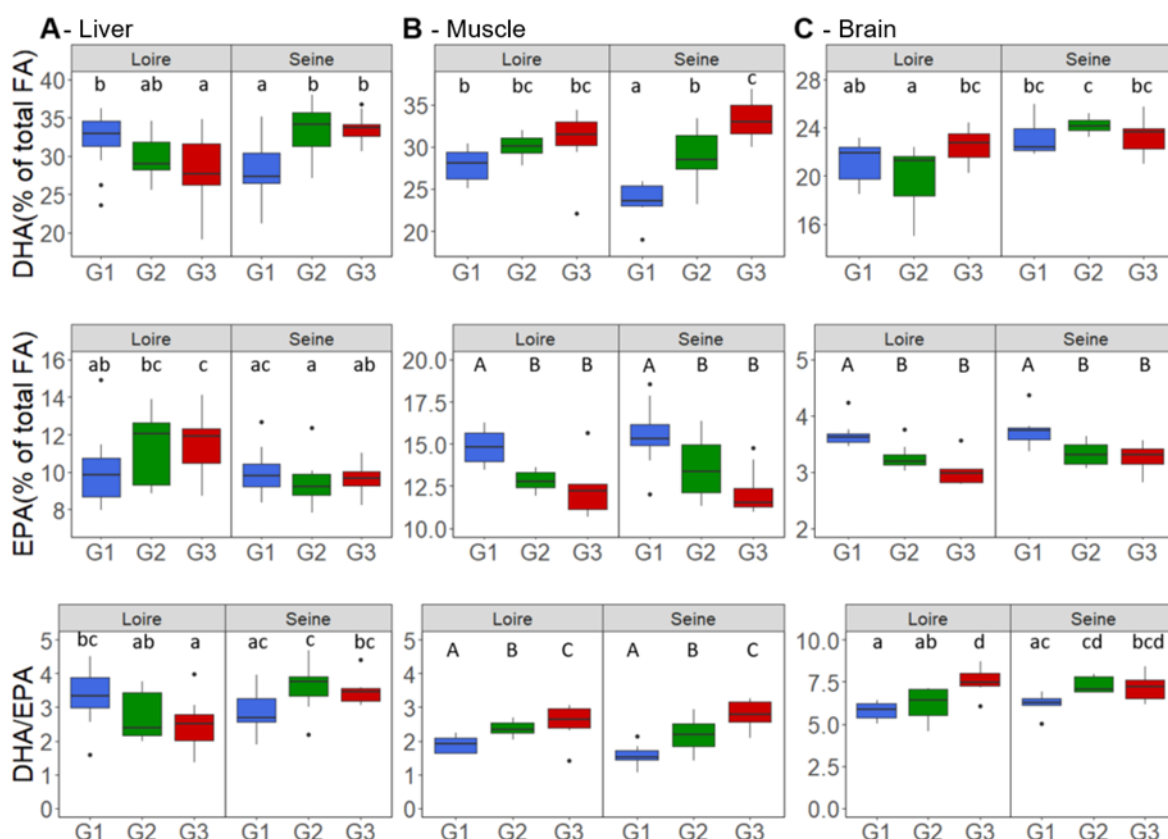 A - Liver B - Muscle C - Brain
Loire Seine Loire Seine Loire Seine
DHA(% of total FA)
40
35
30
25
20
b ab a a b b
G1 G2 G3 G1 G2 G3
35
30
25
20
b bc bc a b c
G1 G2 G3 G1 G2 G3
28
24
20
16
ab a bc bc c bc
G1 G2 G3 G1 G2 G3
Loire Seine Loire Seine Loire Seine
EPA(% of total FA)
16
14
12
10
8
ab bc c ac a ab
G1 G2 G3 G1 G2 G3
20.0
17.5
15.0
12.5
10.0
A B B A B B
G1 G2 G3 G1 G2 G3
5
4
3
2
A B B A B B
G1 G2 G3 G1 G2 G3
Loire Seine Loire Seine Loire Seine
DHA/EPA
5
4
3
2
1
0
bc ab a ac c bc
G1 G2 G3 G1 G2 G3
5
4
3
2
1
0
A B C A B C
G1 G2 G3 G1 G2 G3
10.0
7.5
5.0
2.5
0.0
a ab d ac cd bcd
G1 G2 G3 G1 G2 G3